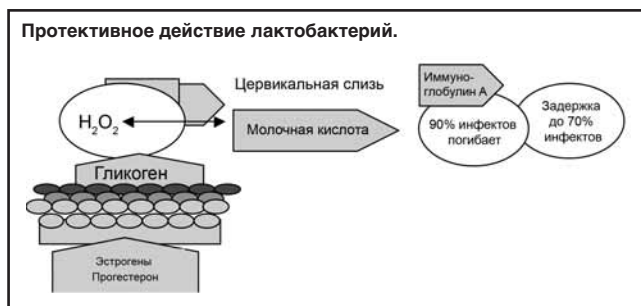 Протективное действие лактобактерий.
Цервикальная слизь
Иммуно-
глобулин А
H₂O₂
Молочная кислота
90% инфектов
погибает
Задержка
до 70%
инфектов
Гликоген
Эстрогены
Прогестерон